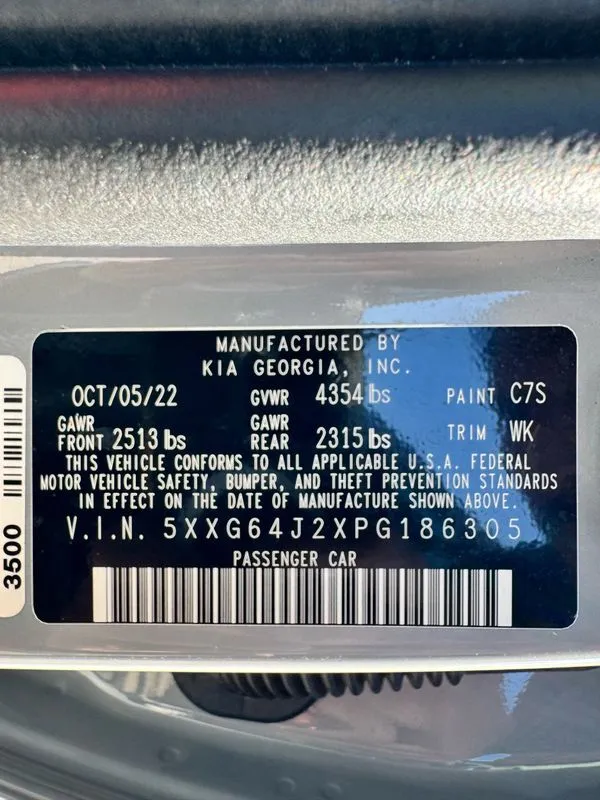 MANUFACTURED BY
KIA GEORGIA, INC.
OCT/05/22 GVWR 4354 lbs PAINT C7S
GAWR FRONT 2513 lbs GAWR REAR 2315 lbs TRIM WK
THIS VEHICLE CONFORMS TO ALL APPLICABLE U.S.A. FEDERAL
MOTOR VEHICLE SAFETY, BUMPER, AND THEFT PREVENTION STANDARDS
IN EFFECT ON THE DATE OF MANUFACTURE SHOWN ABOVE.
V.I.N. 5XXG64J2XPG186305
PASSENGER CAR
3500